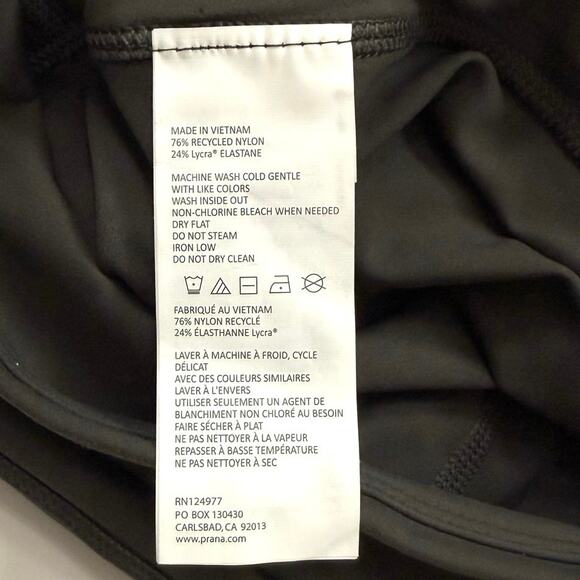 MADE IN VIETNAM
76% RECYCLED NYLON
24% Lycra® ELASTANE
MACHINE WASH COLD GENTLE
WITH LIKE COLORS
WASH INSIDE OUT
NON-CHLORINE BLEACH WHEN NEEDED
DRY FLAT
DO NOT STEAM
IRON LOW
DO NOT DRY CLEAN
FABRIQUÉ AU VIETNAM
76% NYLON RECYCLÉ
24% ÉLASTHANNE Lycra®
LAVER À MACHINE À FROID, CYCLE
DÉLICAT
AVEC DES COULEURS SIMILAIRES
LAVER À L'ENVERS
UTILISER SEULEMENT UN AGENT DE
BLANCHIMENT NON CHLORÉ AU BESOIN
FAIRE SÉCHER À PLAT
NE PAS NETTOYER À LA VAPEUR
REPASSER À BASSE TEMPÉRATURE
NE PAS NETTOYER À SEC
RN124977
PO BOX 130430
CARLSBAD, CA 92013
www.prana.com